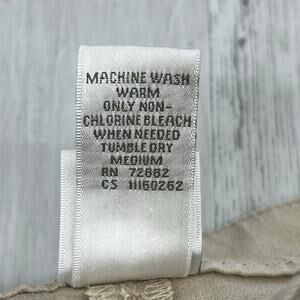 MACHINE WASH
WARM
ONLY NON-
CHLORINE BLEACH
WHEN NEEDED
TUMBLE DRY
MEDIUM
RN 72882
CS 11160262